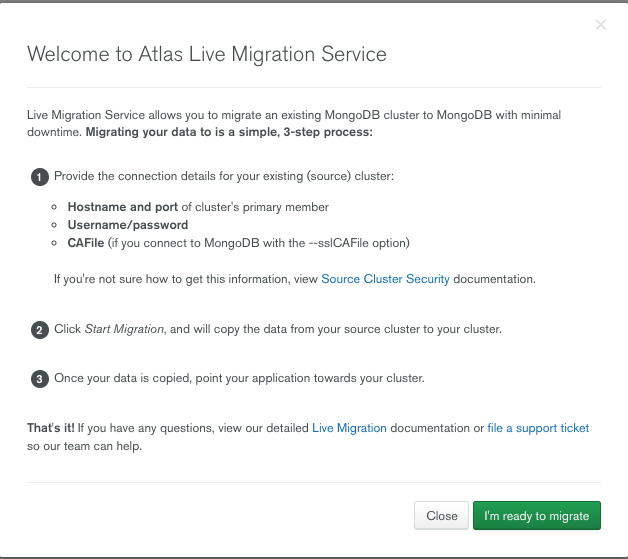 Welcome to Atlas Live Migration Service
Live Migration Service allows you to migrate an existing MongoDB cluster to MongoDB with minimal
downtime. Migrating your data to is a simple, 3-step process:
1 Provide the connection details for your existing (source) cluster:
Hostname and port of cluster's primary member
Username/password
CAFile (if you connect to MongoDB with the --sslCAFile option)
If you're not sure how to get this information, view Source Cluster Security documentation.
2 Click Start Migration, and will copy the data from your source cluster to your cluster.
3 Once your data is copied, point your application towards your cluster.
That's it! If you have any questions, view our detailed Live Migration documentation or file a support ticket
so our team can help.
Close I'm ready to migrate